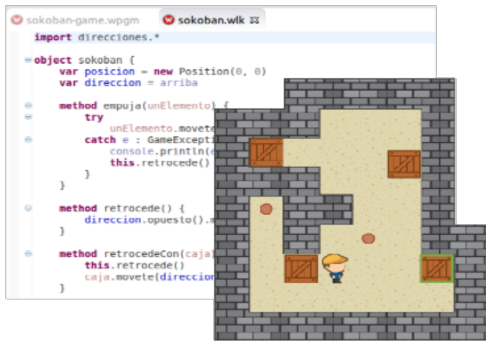 sokoban-game.wpgm sokoban.wlk
import direcciones.*
object sokoban {
var posicion = new Position(0, 0)
var direccion = arriba
method empuja(unElemento) {
try
unElemento.movete
catch e : GameExcepti
console.println(e
this.retrocede()
}
}
method retrocede() {
direccion.opuesto().m
}
method retrocedeCon(caja)
this.retrocede()
caja.movete(direccion
}